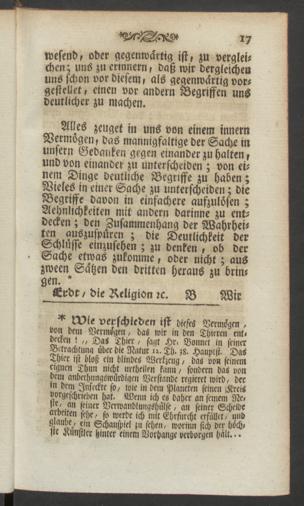 17
wesend, oder gegenwärtig ist, zu verglei-
chen; uns zu erinnern, daß wir dergleichen
uns schon vor diesem, als gegenwärtig vor-
gestellet, einen vor andern Begriffen uns
deutlicher zu machen.
Alles zeuget in uns von einem innern
Vermögen, das mannigfaltige der Sache in
unsern Gedanken gegen einander zu halten,
und von einander zu unterscheiden; von ei-
nem Dinge deutliche Begriffe zu haben;
Vieles in einer Sache zu unterscheiden; die
Begriffe davon in einfachere aufzulösen;
Aehnlichkeiten mit andern darinne zu ent-
decken; den Zusammenhang der Wahrhei-
ten auszuspüren; die Deutlichkeit der
Schlüsse einzusehen; zu denken, ob der
Sache etwas zukomme, oder nicht; aus
zween Sätzen den dritten heraus zu brin-
gen.
Erdt, die Religion ꝛc. B Wir
* Wie verschieden ist dieses Vermögen,
von dem Vermögen, das wir in den Thieren ent-
decken! „ Das Thier, sagt Hr. Bonnet in seiner
Betrachtung über die Natur 12. Th. 38. Hauptst. Das
Thier ist bloß ein blindes Werkzeug, das von seinem
eignen Thun nicht urtheilen kann, sondern das von
dem anbethungswürdigen Verstande regieret wird, der
in dem Insekte so, wie in dem Planeten seinen Kreis
vorgeschrieben hat. Wenn ich es daher an seinem Ne-
ste, an seiner Verwandlungshülse, an seiner Scheide
arbeiten sehe, so werde ich mit Ehrfurcht erfüllet, und
glaube, ein Schauspiel zu sehen, worinn sich der höch-
ste Künstler hinter einem Vorhange verborgen hält...